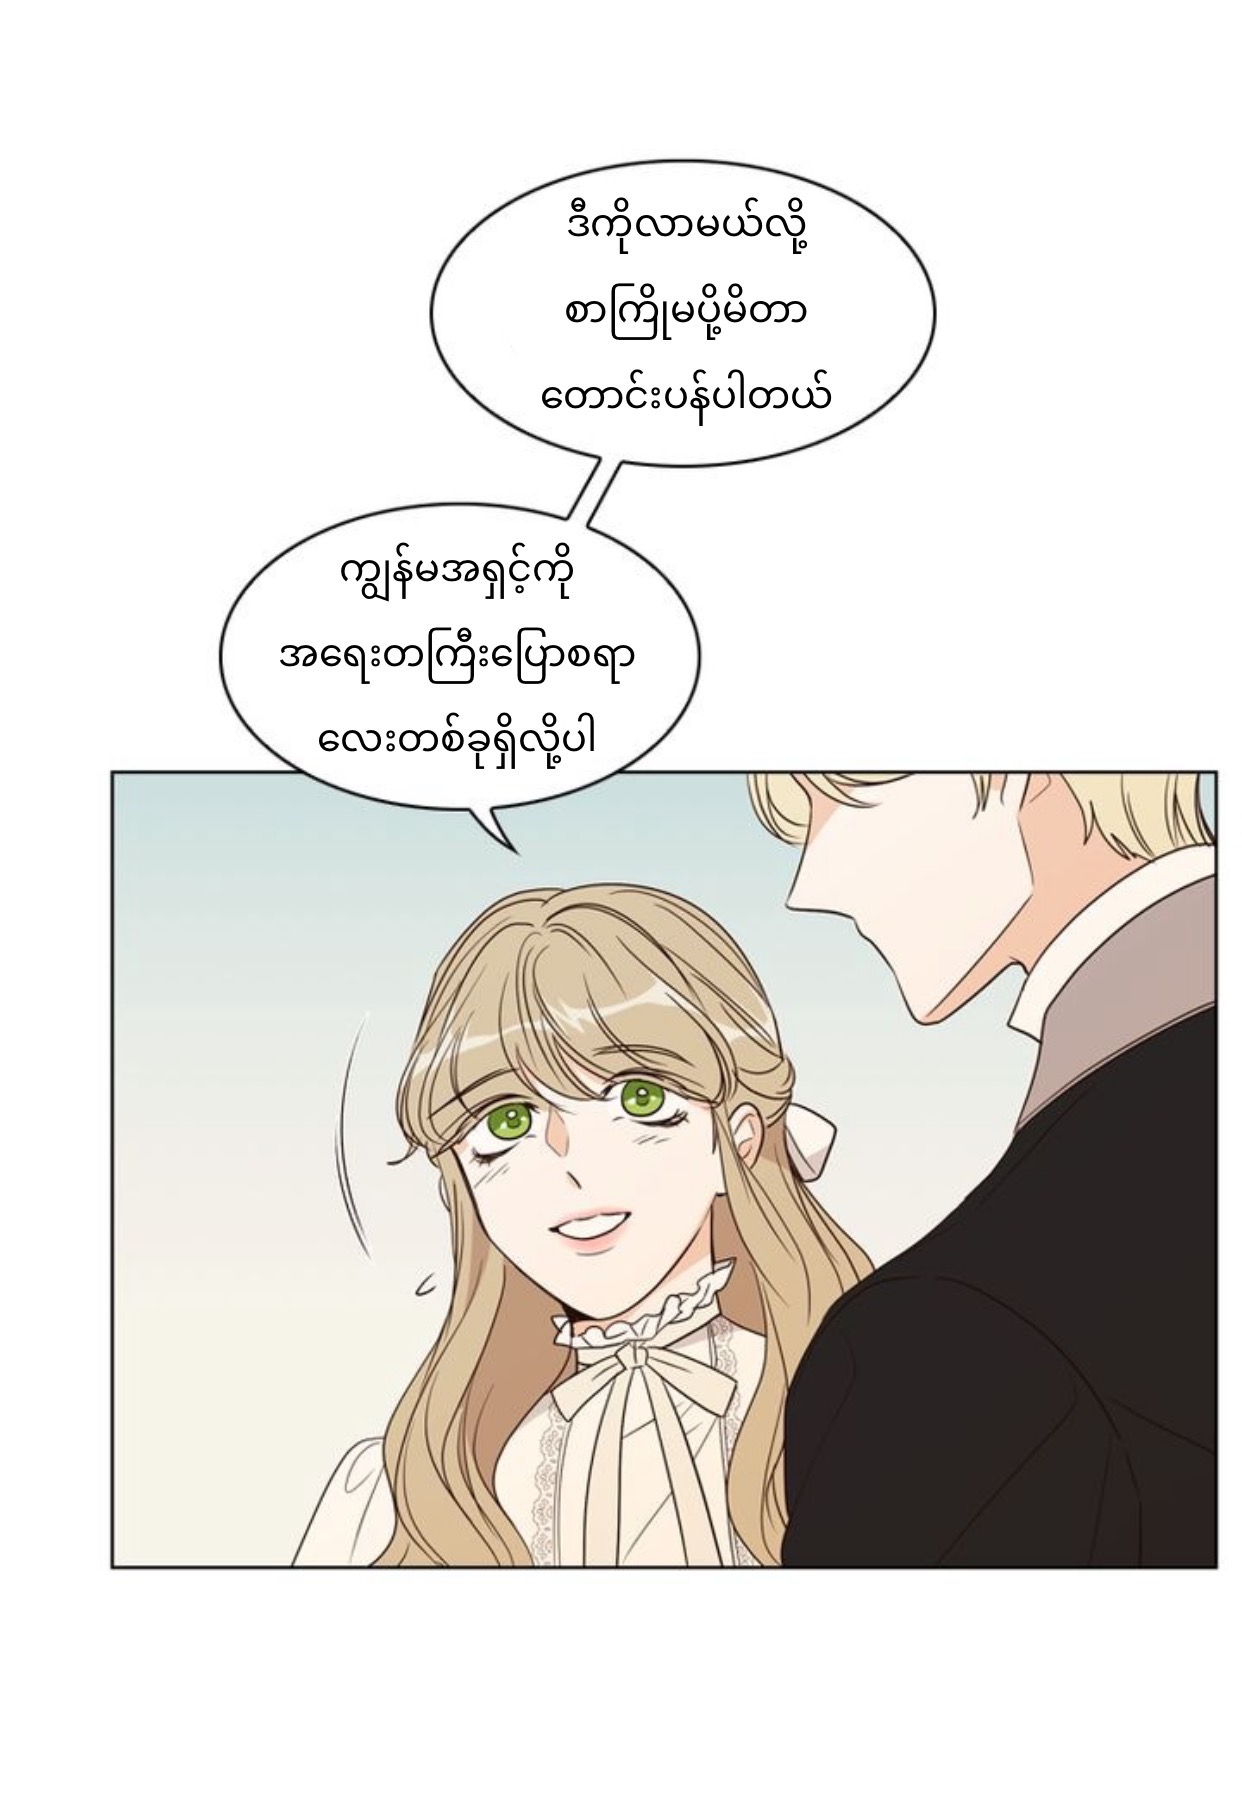 ဒီကိုလာမယ်လို့
စာကြိုမပို့မိတာ
တောင်းပန်ပါတယ်
ကျွန်မအရှင့်ကို
အရေးတကြီးပြောစရာ
လေးတစ်ခုရှိလို့ပါ